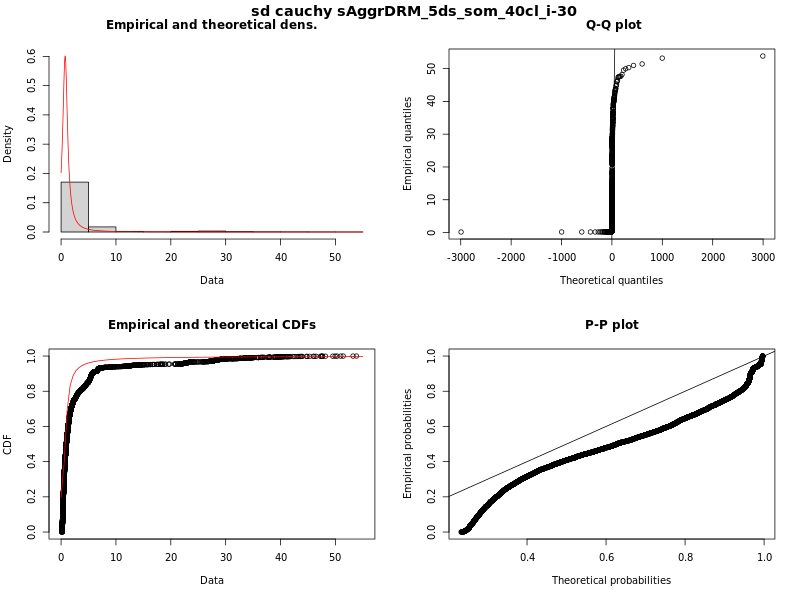 sd cauchy sAggrDRM_5ds_som_40cl_i-30
Empirical and theoretical dens.
Density
0.0 0.1 0.2 0.3 0.4 0.5 0.6
0 10 20 30 40 50
Data
Q-Q plot
Empirical quantiles
0 10 20 30 40 50
-3000 -2000 -1000 0 1000 2000 3000
Theoretical quantiles
Empirical and theoretical CDFs
CDF
0.0 0.2 0.4 0.6 0.8 1.0
0 10 20 30 40 50
Data
P-P plot
Empirical probabilities
0.0 0.2 0.4 0.6 0.8 1.0
0.4 0.6 0.8 1.0
Theoretical probabilities